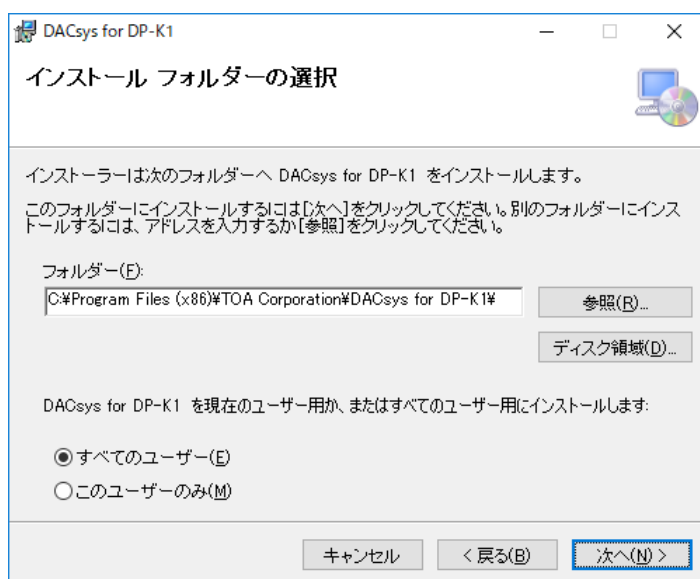 DACsys for DP-K1
インストール フォルダーの選択
インストーラーは次のフォルダーへ DACsys for DP-K1 をインストールします。
このフォルダーにインストールするには[次へ]をクリックしてください。別のフォルダーにインス
トールするには、アドレスを入力するか[参照]をクリックしてください。
フォルダー(F):
C:¥Program Files (x86)¥TOA Corporation¥DACsys for DP-K1¥
参照(R)...
ディスク領域(D)...
DACsys for DP-K1 を現在のユーザー用か、またはすべてのユーザー用にインストールします:
すべてのユーザー(E)
このユーザーのみ(M)
キャンセル
< 戻る(B)
次へ(N) >